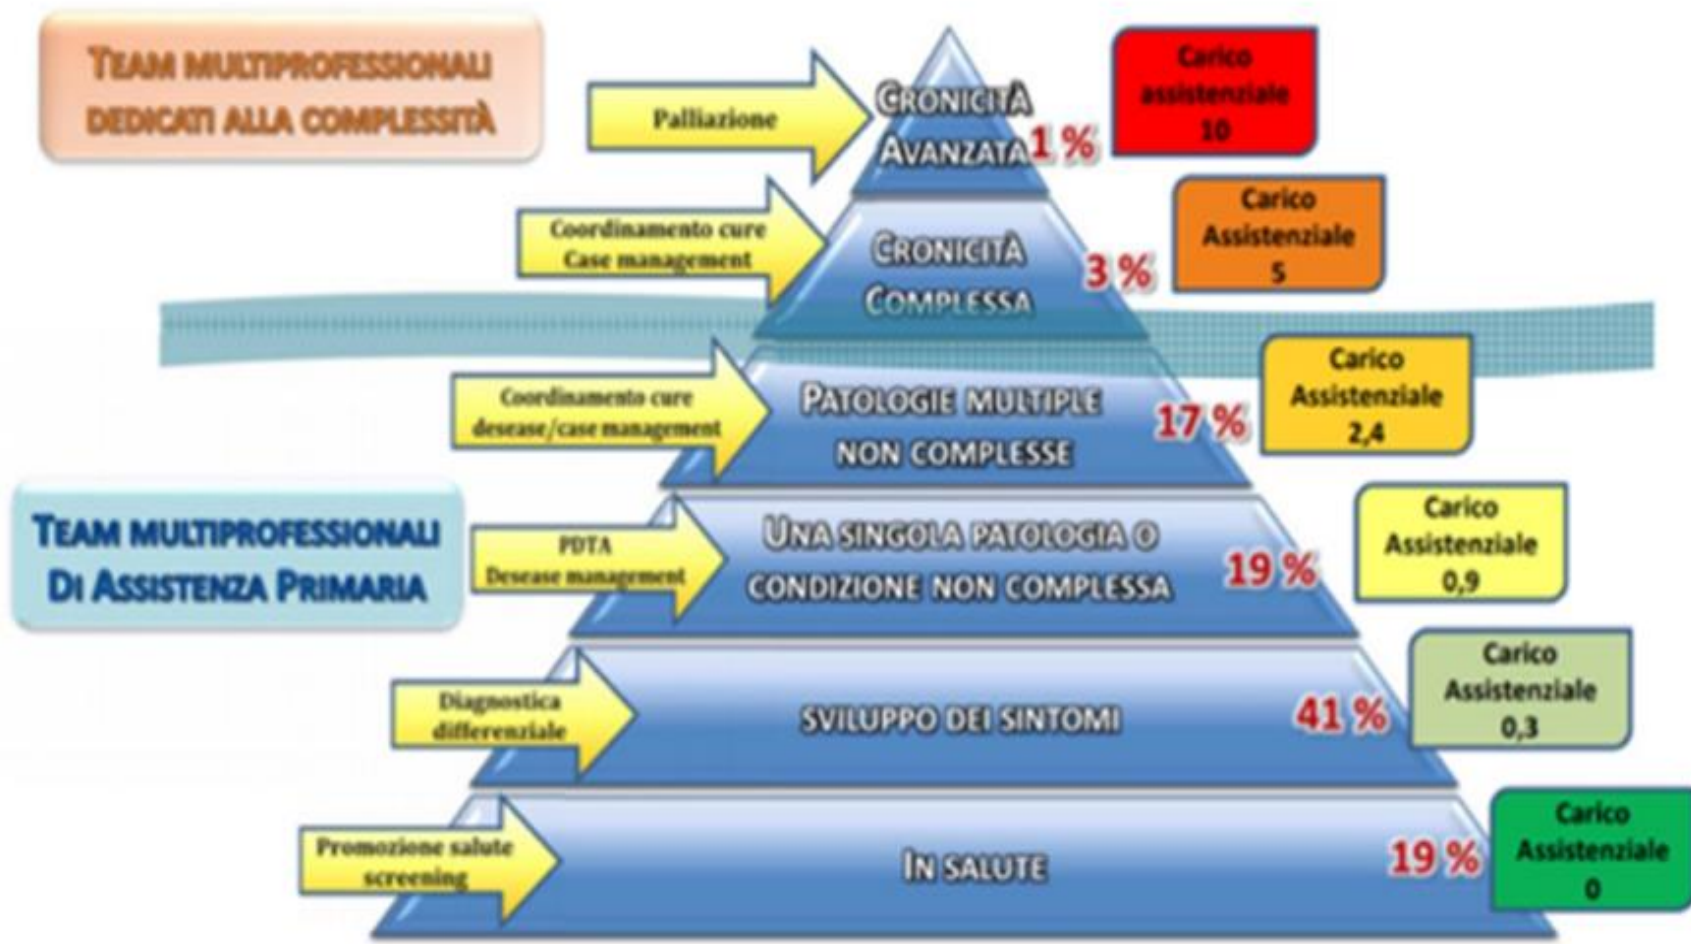 TEAM MULTIPROFESSIONALI
DEDICATI ALLA COMPLESSITÀ
Palliazione
CRONICITÀ
AVANZATA
1 %
Carico
assistenziale
10
Coordinamento cure
Case management
CRONICITÀ
COMPLESSA
3 %
Carico
Assistenziale
5
Coordinamento cure
desease/case management
PATOLOGIE MULTIPLE
NON COMPLESSE
17 %
Carico
Assistenziale
2,4
TEAM MULTIPROFESSIONALI
DI ASSISTENZA PRIMARIA
PDTA
Desease management
UNA SINGOLA PATOLOGIA O
CONDIZIONE NON COMPLESSA
19 %
Carico
Assistenziale
0,9
Diagnostica
differenziale
SVILUPPO DEI SINTOMI
41 %
Carico
Assistenziale
0,3
Promozione salute
screening
IN SALUTE
19 %
Carico
Assistenziale
0